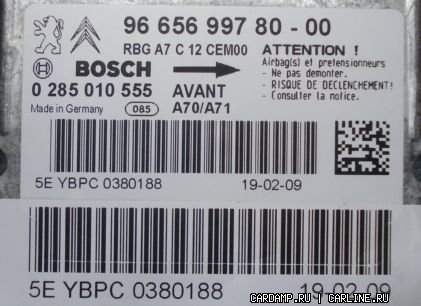 96 656 997 80 - 00
RBG A7 C 12 CEM00
ATTENTION !
Airbag(s) et pretensionneurs
- Ne pas demonter.
- RISQUE DE DECLENCHEMENT!
- Consulter la notice.
BOSCH
0 285 010 555
AVANT
Made in Germany
085
A70/A71
5E YBPC 0380188
19-02-09
5E YBPC 0380188
19-02-09
CARDAMP.RU | CARLINE.RU